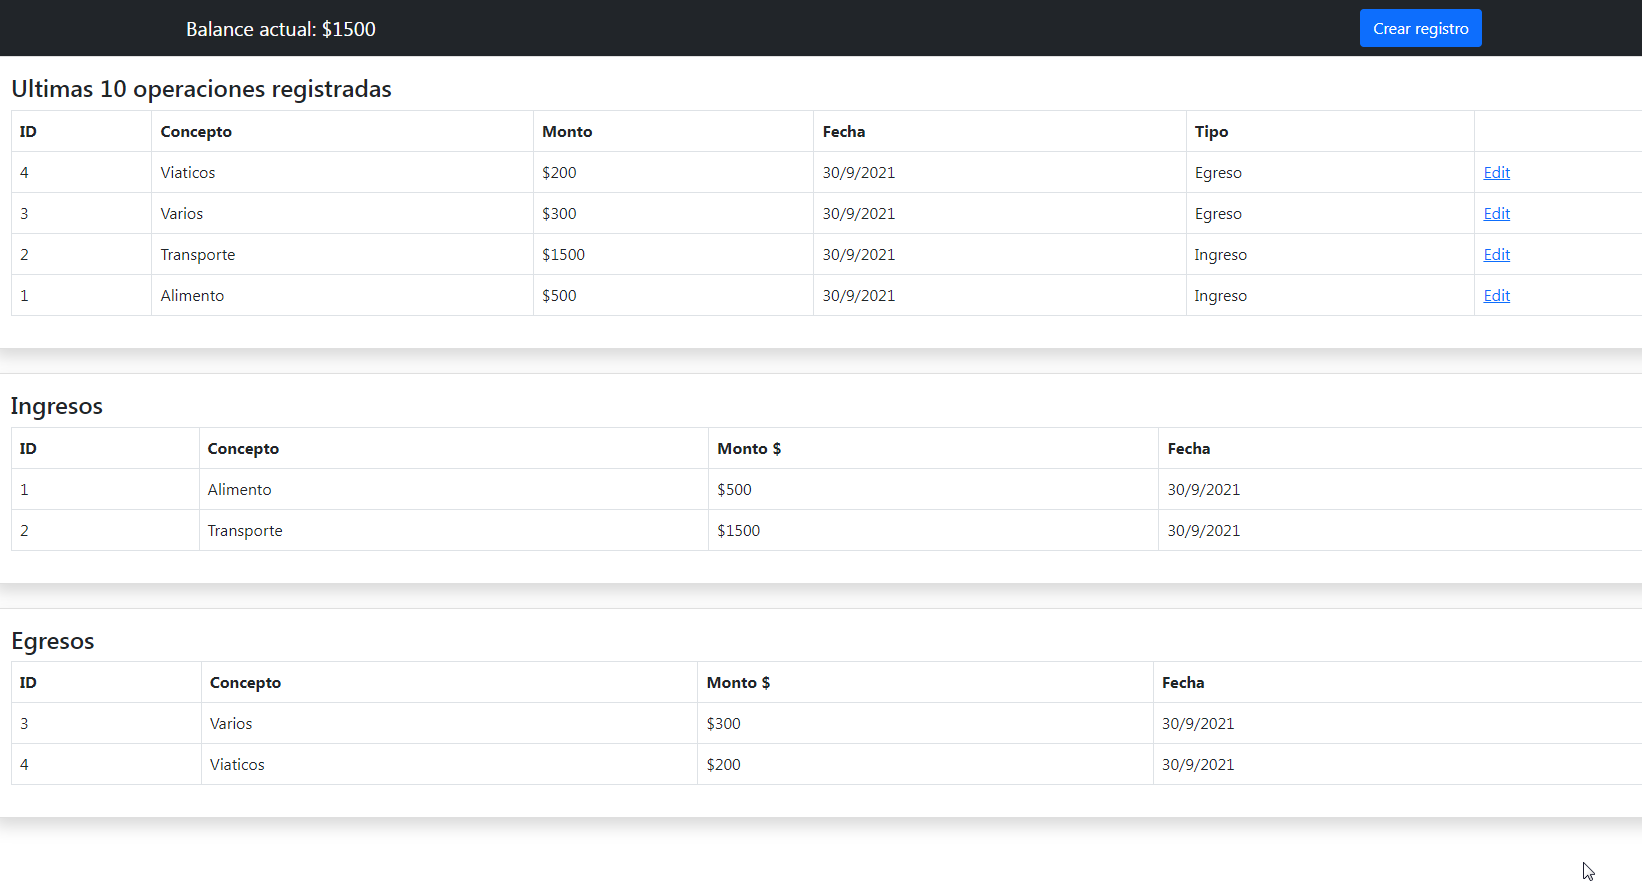 Balance actual: $1500 Crear registro
Ultimas 10 operaciones registradas
ID Concepto Monto Fecha Tipo
4 Viaticos $200 30/9/2021 Egreso Edit
3 Varios $300 30/9/2021 Egreso Edit
2 Transporte $1500 30/9/2021 Ingreso Edit
1 Alimento $500 30/9/2021 Ingreso Edit
Ingresos
ID Concepto Monto $ Fecha
1 Alimento $500 30/9/2021
2 Transporte $1500 30/9/2021
Egresos
ID Concepto Monto $ Fecha
3 Varios $300 30/9/2021
4 Viaticos $200 30/9/2021